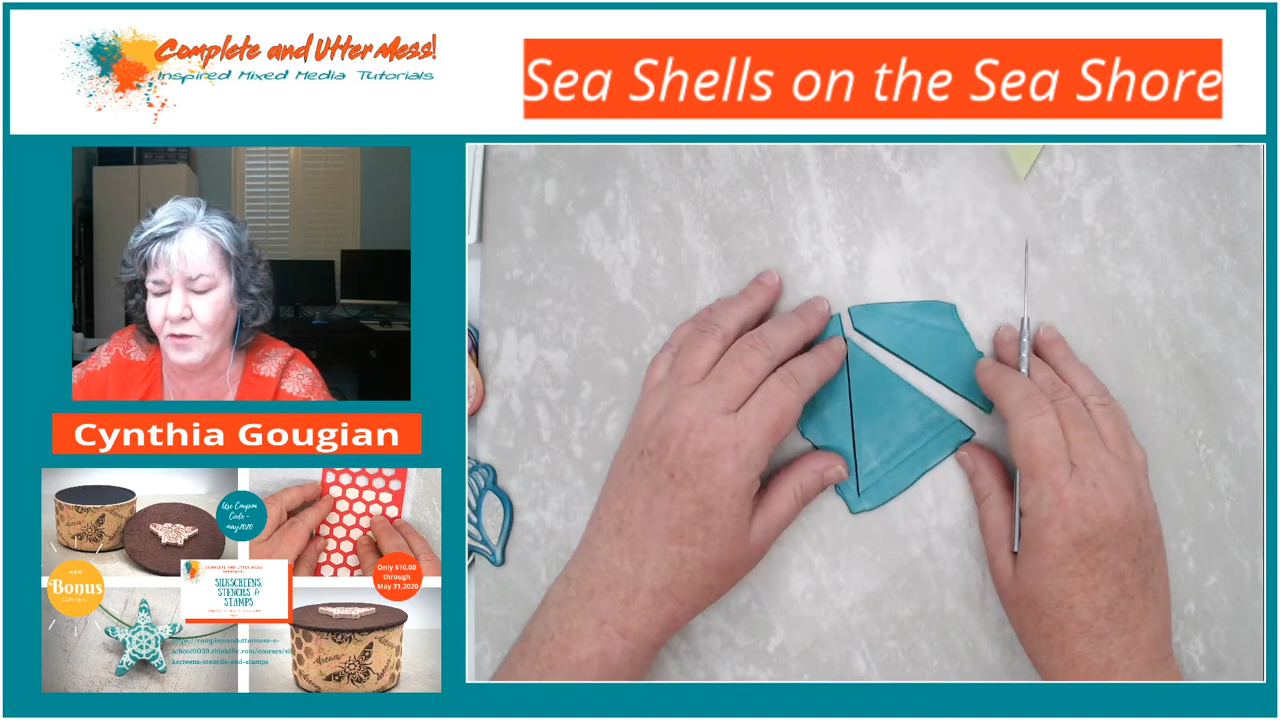 Complete and Utter Mess!
Inspired Mixed Media Tutorials
Sea Shells on the Sea Shore
Cynthia Gougian
Use Coupon
Code -
may2020
Only $10.00
through
May 31,2020
Bonus
COMPLETE AND UTTER MESS
SILKSCREENS,
STENCILS &
STAMPS
dream
dream